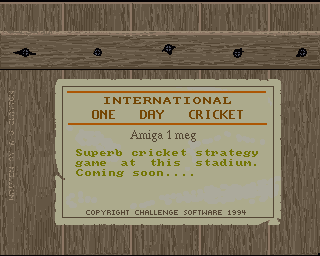 INTERNATIONAL
ONE DAY CRICKET
Amiga 1 meg
Superb cricket strategy
game at this stadium.
Coming soon....
COPYRIGHT CHALLENGE SOFTWARE 1994